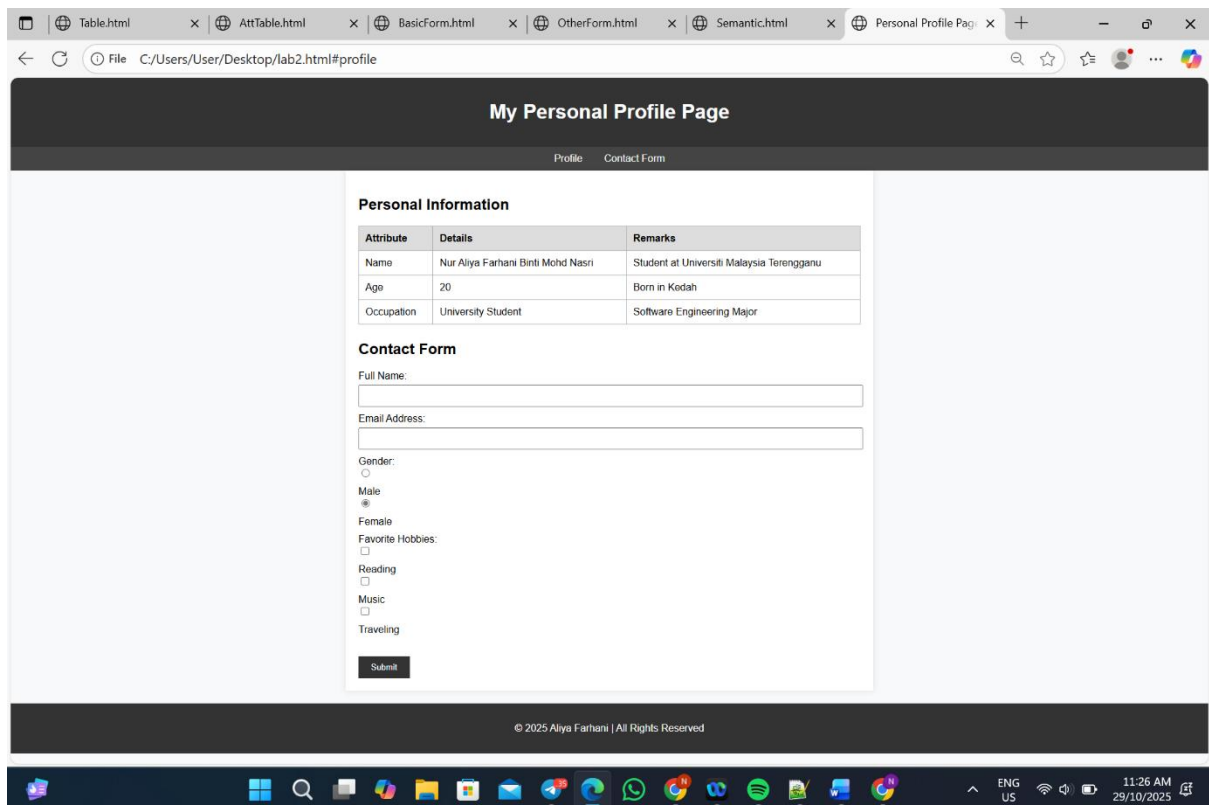 Table.html AttTable.html BasicForm.html OtherForm.html Semantic.html Personal Profile Pag
File C:/Users/User/Desktop/lab2.html#profile
My Personal Profile Page
Profile Contact Form
Personal Information
Attribute Details Remarks
Name Nur Aliya Farhani Binti Mohd Nasri Student at Universiti Malaysia Terengganu
Age 20 Born in Kedah
Occupation University Student Software Engineering Major
Contact Form
Full Name:
Email Address:
Gender:
Male
Female
Favorite Hobbies:
Reading
Music
Traveling
Submit
© 2025 Aliya Farhani | All Rights Reserved
ENG 11:26 AM
US 29/10/2025